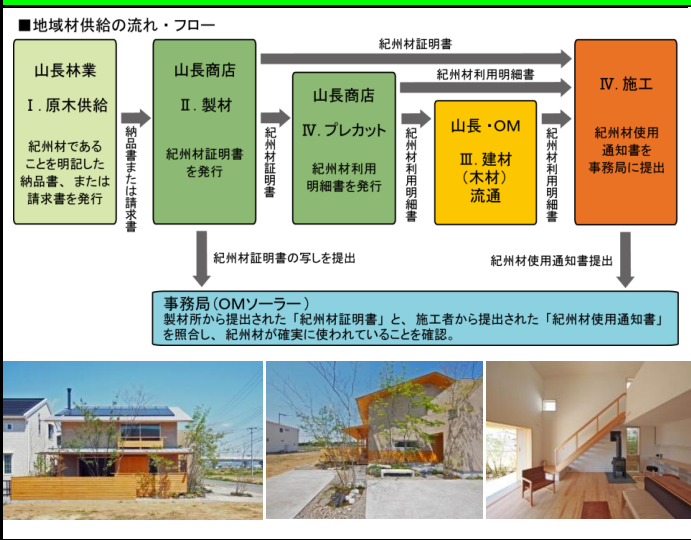 ■地域材供給の流れ・フロー
紀州材証明書
紀州材利用明細書
山長林業
Ⅰ．原木供給
紀州材である
ことを明記した
納品書、または
請求書を発行
納品書または請求書
山長商店
Ⅱ．製材
紀州材証明書
を発行
紀州材証明書
山長商店
Ⅳ．プレカット
紀州材利用
明細書を発行
紀州材利用明細書
山長・OM
Ⅲ．建材
（木材）
流通
紀州材利用明細書
Ⅳ．施工
紀州材使用
通知書を
事務局に提出
紀州材証明書の写しを提出
紀州材使用通知書提出
事務局（OMソーラー）
製材所から提出された「紀州材証明書」と、施工者から提出された「紀州材使用通知書」
を照合し、紀州材が確実に使われていることを確認。